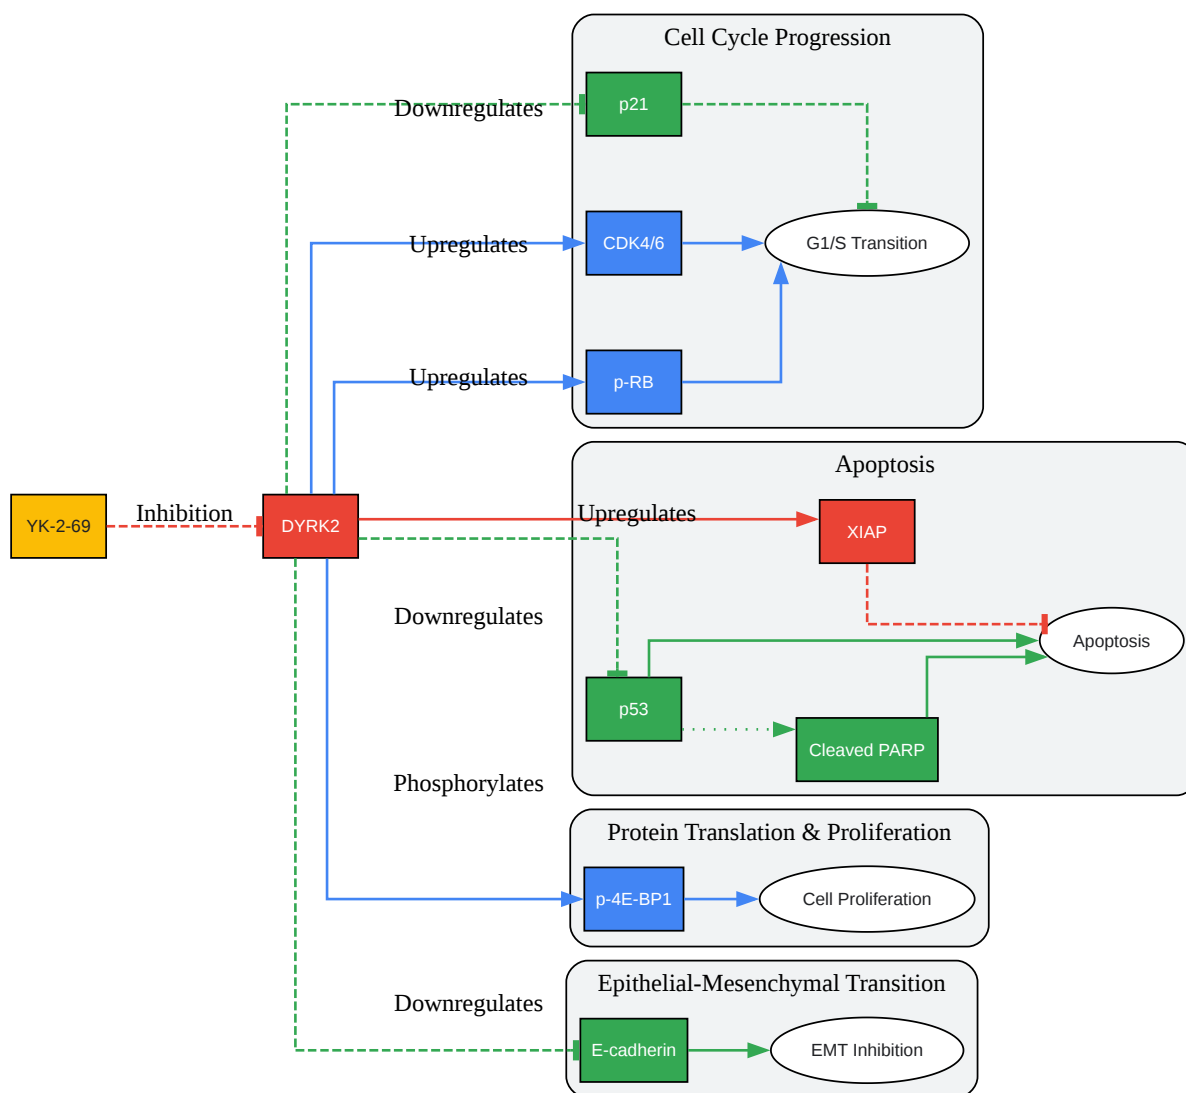 Cell Cycle Progression
p21
Downregulates
Upregulates
CDK4/6
G1/S Transition
Upregulates
p-RB
Apoptosis
YK-2-69
Inhibition
DYRK2
Upregulates
XIAP
Downregulates
Apoptosis
p53
Cleaved PARP
Phosphorylates
Protein Translation & Proliferation
p-4E-BP1
Cell Proliferation
Epithelial-Mesenchymal Transition
Downregulates
E-cadherin
EMT Inhibition